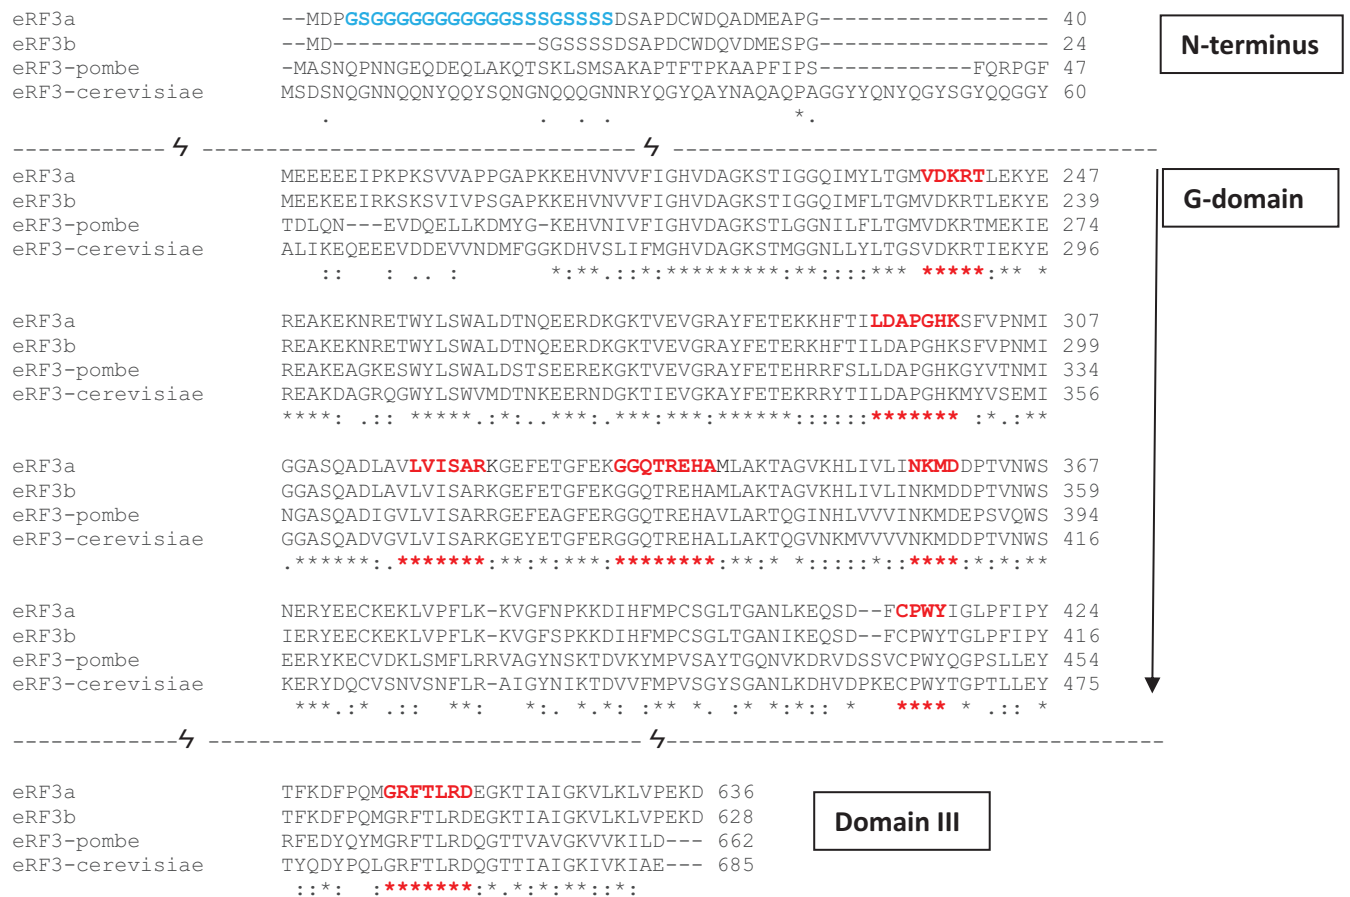 eRF3a --MDPGSGGGGGGGGGGGGSSSGSSSSDSAPDCWDQADMEAPG------------------- 40
eRF3b --MD-----------------SGSSSSDSAPDCWDQVDMESPG------------------- 24
eRF3-pombe -MASNQPNNGEQDEQLAKQTSKLSMSAKAPTFTPKAAPFIPS-------------FQRPGF 47
eRF3-cerevisiae MSDSNQGNNQQNYQQYSQNGNQQQGNNRYQGYQAYNAQAQPAGGYYQNYQGYSGYQQGGY 60
. . . . *.
N-terminus
eRF3a MEEEEEIPKPKSVVAPPGAPKKEHVNVVFIGHVDAGKSTIGGQIMYLTGMVDKRTLEKYE 247
eRF3b MEEKEEIRKSKSVIVPSGAPKKEHVNVVFIGHVDAGKSTIGGQIMFLTGMVDKRTLEKYE 239
eRF3-pombe TDLQN---EVDQELLKDMYG-KEHVNIVFIGHVDAGKSTLGGNILFLTGMVDKRTMEKIE 274
eRF3-cerevisiae ALIKEQEEEVDDEVVNDMFGGKDHVSLIFMGHVDAGKSTMGGNLLYLTGSVDKRTIEKYE 296
:: : .. : *:**.::*:*********:**::::*** *****:** *
G-domain
eRF3a REAKEKNRETWYLSWALDTNQEERDKGKTVEVGRAYFETEKKHFTILDAPGHKSFVPNMI 307
eRF3b REAKEKNRETWYLSWALDTNQEERDKGKTVEVGRAYFETERKHFTILDAPGHKSFVPNMI 299
eRF3-pombe REAKEAGKESWYLSWALDSTSEEREKGKTVEVGRAYFETEHRRFSLLDAPGHKGYVTNMI 334
eRF3-cerevisiae REAKDAGRQGWYLSWVMDTNKEERNDGKTIEVGKAYFETEKRRYTILDAPGHKMYVSEMI 356
****: .:: *****.:*:..***:.***:***:******:::::******* :*.:**
eRF3a GGASQADLAVLVISARKGEFETGFEKGGQTREHAMLAKTAGVKHLIVLINKMDDPTVNWS 367
eRF3b GGASQADLAVLVISARKGEFETGFEKGGQTREHAMLAKTAGVKHLIVLINKMDDPTVNWS 359
eRF3-pombe NGASQADIGVLVISARRGEFEAGFERGGQTREHAVLARTQGINHLVVVINKMDEPSVQWS 394
eRF3-cerevisiae GGASQADVGVLVISARKGEYETGFERGGQTREHALLAKTQGVNKMVVVVNKMDDPTVNWS 416
.******:.*******:**:*:***:********:**:* *:::::*::****:*:*:**
eRF3a NERYEECKEKLVPFLK-KVGFNPKKDIHFMPCSGLTGANLKEQSD--FCPWYIGLPFIPY 424
eRF3b IERYEECKEKLVPFLK-KVGFSPKKDIHFMPCSGLTGANIKEQSD--FCPWYTGLPFIPY 416
eRF3-pombe EERYKECVDKLSMFLRRVAGYNSKTDVKYMPVSAYTGQNVKDRVDSSVCPWYQGPSLLEY 454
eRF3-cerevisiae KERYDQCVSNVSNFLR-AIGYNIKTDVVFMPVSGYSGANLKDHVDPKECPWYTGPTLLEY 475
***.:* .:: **: *:. *.*: :** *. :* *:*:: * **** * .:: *
eRF3a TFKDFPQMGRFTLRDEGKTIAIGKVLKLVPEKD 636
eRF3b TFKDFPQMGRFTLRDEGKTIAIGKVLKLVPEKD 628
eRF3-pombe RFEDYQYMGRFTLRDQGTTVAVGKVVKILD--- 662
eRF3-cerevisiae TYQDYPQLGRFTLRDQGTTIAIGKIVKIAE--- 685
::*: :*******:*.*:*:**::*:
Domain III